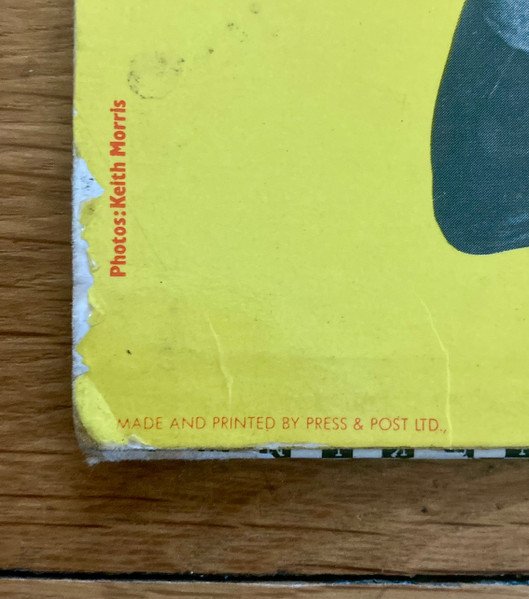 Photos: Keith Morris
MADE AND PRINTED BY PRESS & POST LTD.,